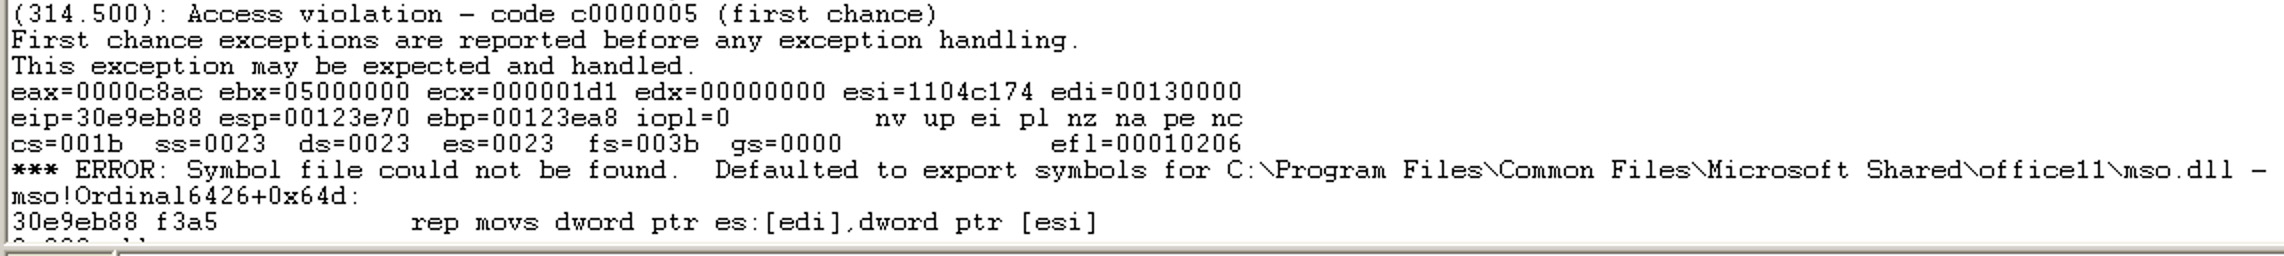 (314.500): Access violation - code c0000005 (first chance)
First chance exceptions are reported before any exception handling.
This exception may be expected and handled.
eax=0000c8ac ebx=05000000 ecx=000001d1 edx=00000000 esi=1104c174 edi=00130000
eip=30e9eb88 esp=00123e70 ebp=00123ea8 iopl=0         nv up ei pl nz na pe nc
cs=001b  ss=0023  ds=0023  es=0023  fs=003b  gs=0000             efl=00010206
*** ERROR: Symbol file could not be found.  Defaulted to export symbols for C:\Program Files\Common Files\Microsoft Shared\office11\mso.dll -
mso!Ordinal6426+0x64d:
30e9eb88 f3a5            rep movs dword ptr es:[edi],dword ptr [esi]